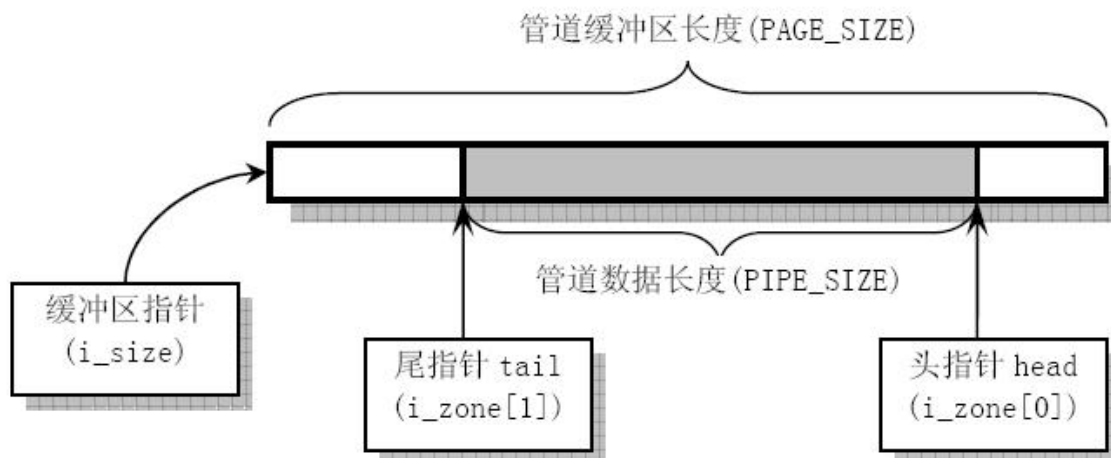 管道缓冲区长度(PAGE_SIZE)
管道数据长度(PIPE_SIZE)
缓冲区指针
(i_size)
尾指针 tail
(i_zone[1])
头指针 head
(i_zone[0])